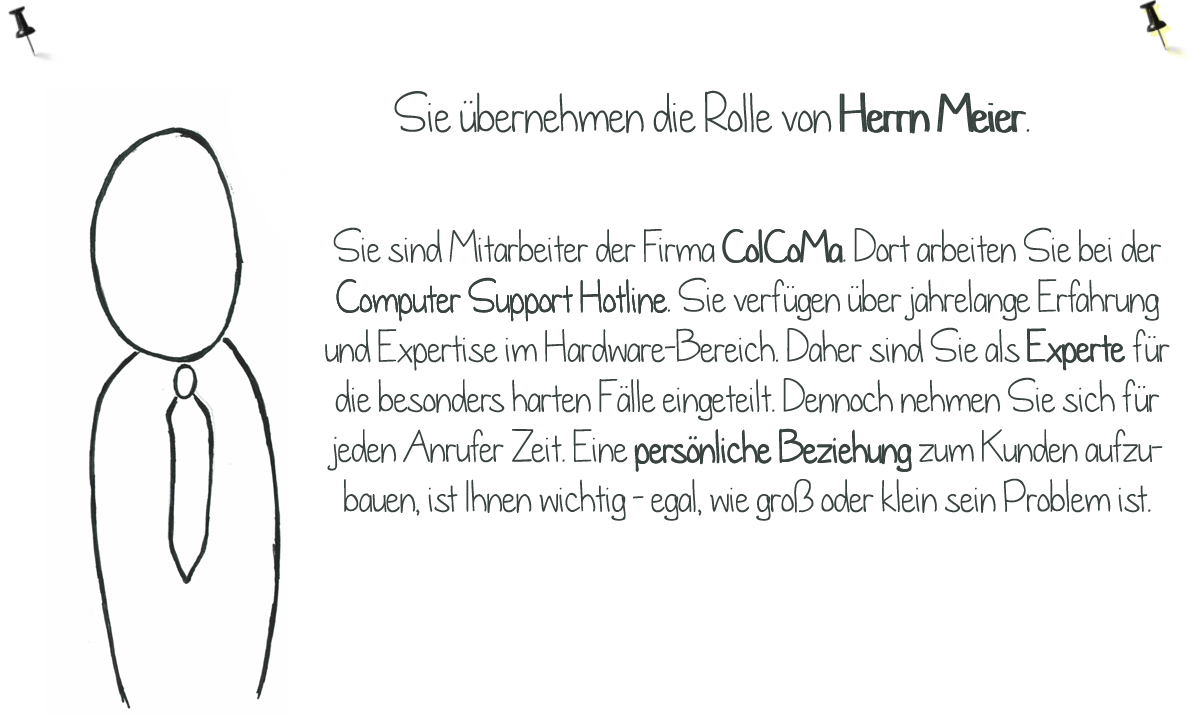 Sie übernehmen die Rolle von Herrn Meier.
Sie sind Mitarbeiter der Firma ColCoMa. Dort arbeiten Sie bei der
Computer Support Hotline. Sie verfügen über jahrelange Erfahrung
und Expertise im Hardware-Bereich. Daher sind Sie als Experte für
die besonders harten Fälle eingeteilt. Dennoch nehmen Sie sich für
jeden Anrufer Zeit. Eine persönliche Beziehung zum Kunden aufzu-
bauen, ist Ihnen wichtig - egal, wie groß oder klein sein Problem ist.